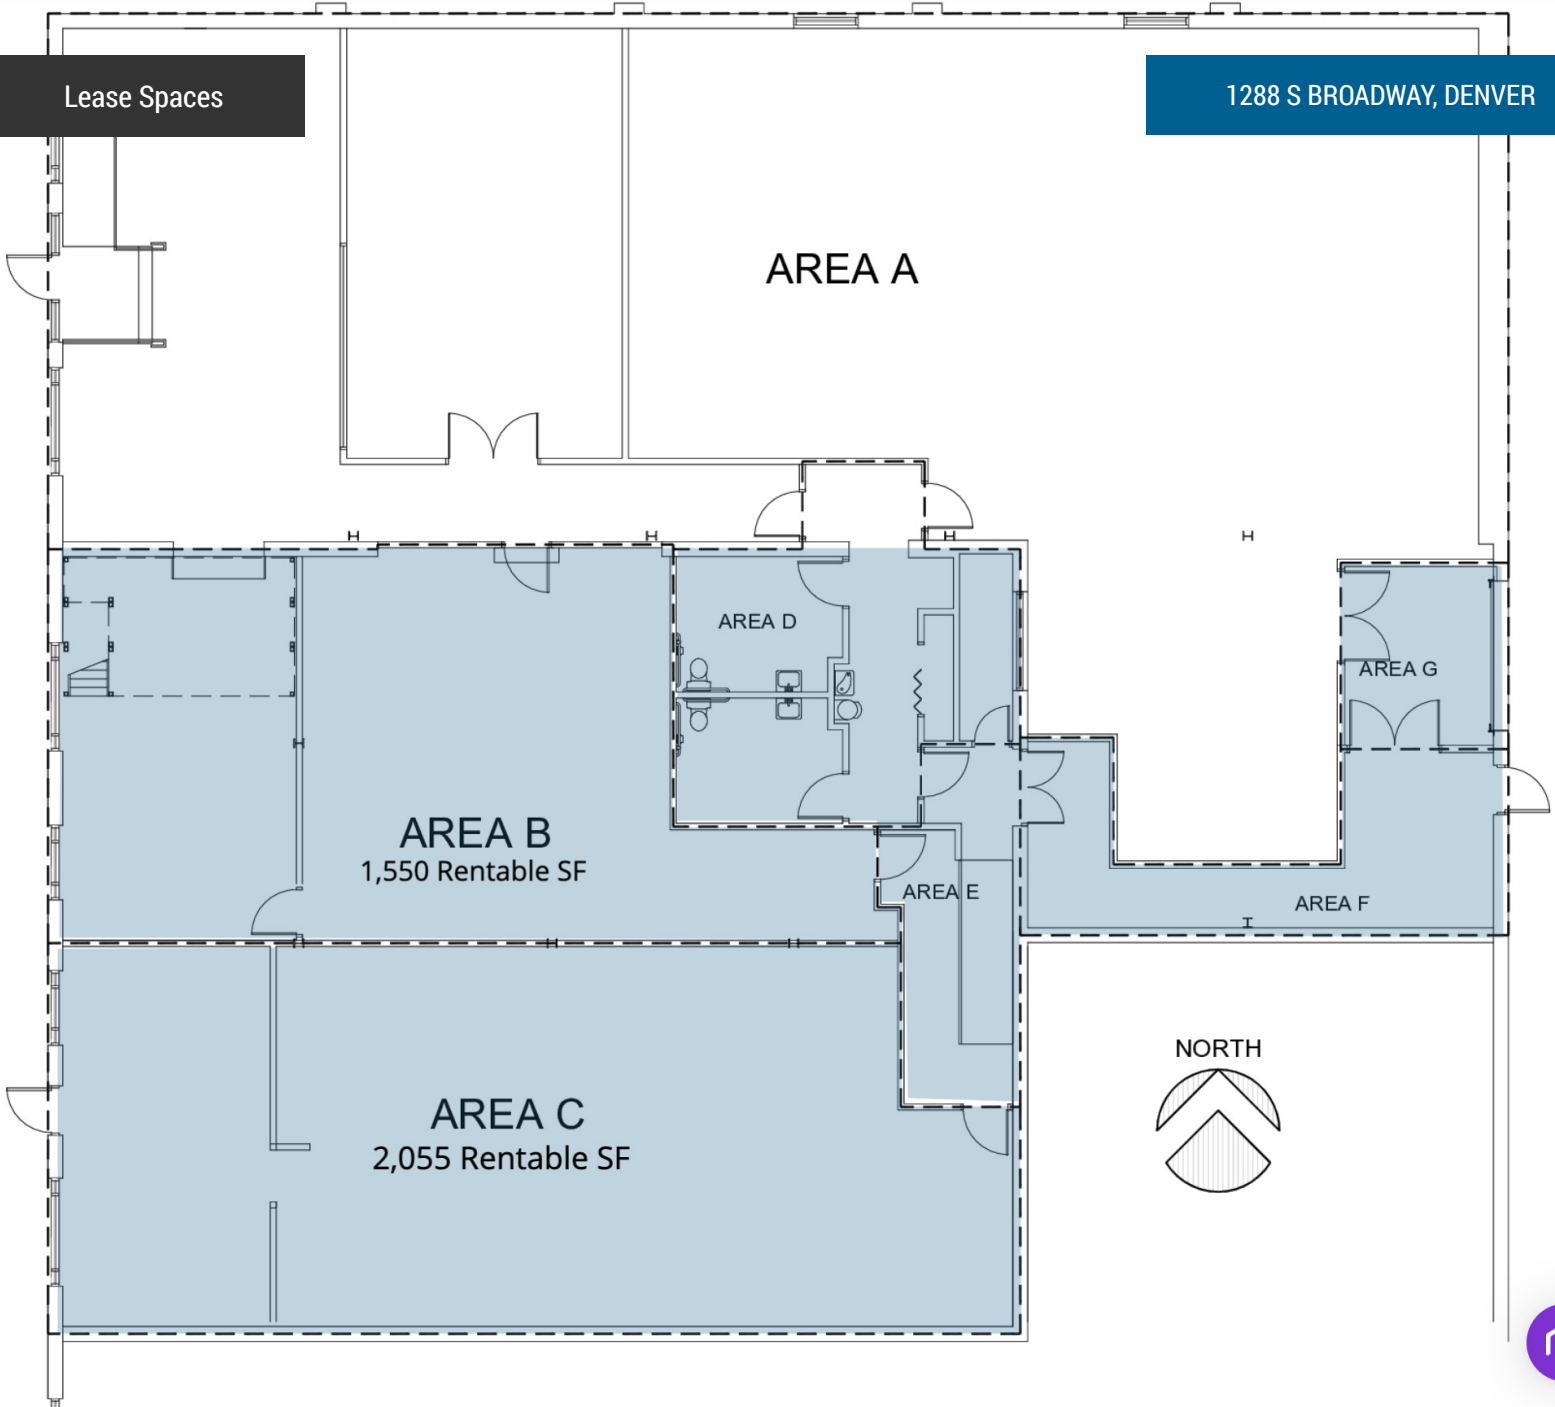 Lease Spaces
1288 S BROADWAY, DENVER
AREA A
AREA D
AREA G
AREA B
1,550 Rentable SF
AREA E
AREA F
NORTH
AREA C
2,055 Rentable SF